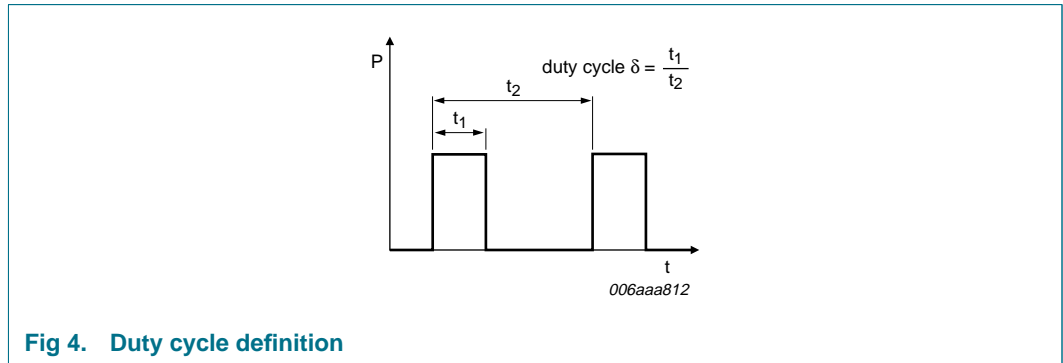 P
duty cycle δ = t1
t2
t2
t1
t
006aaa812
Fig 4. Duty cycle definition